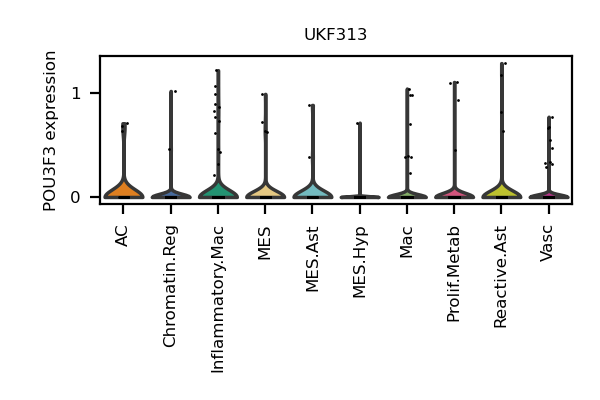 UKF313
POU3F3 expression
1
0
AC
Chromatin.Reg
Inflammatory.Mac
MES
MES.Ast
MES.Hyp
Mac
Prolif.Metab
Reactive.Ast
Vasc